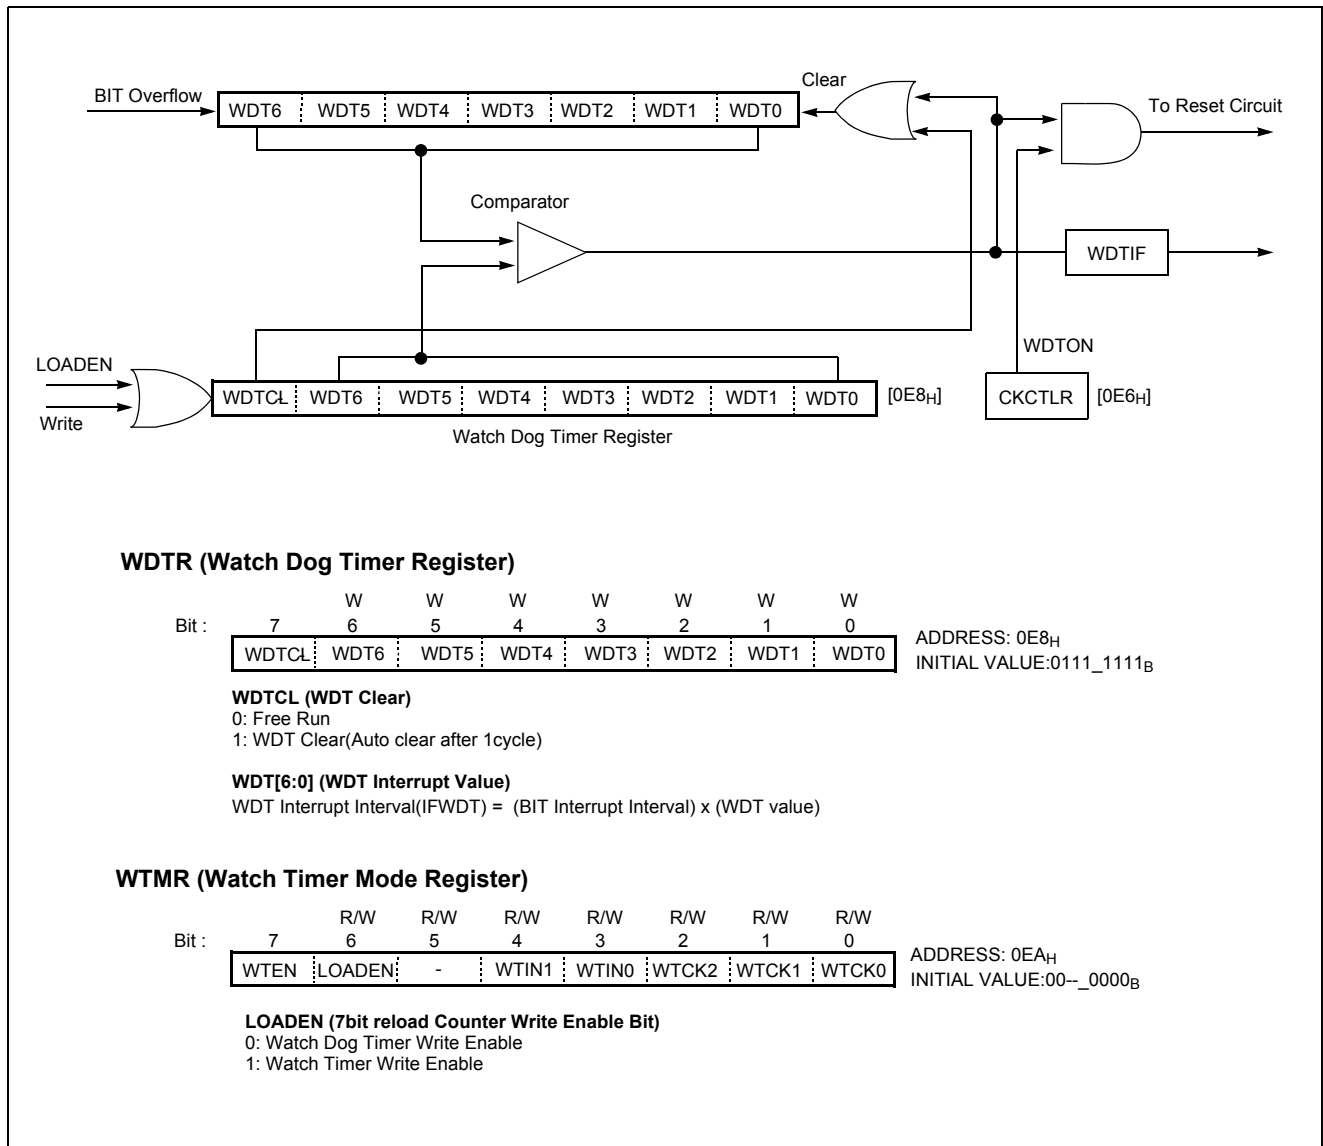 Clear
BIT Overflow
WDT6 WDT5 WDT4 WDT3 WDT2 WDT1 WDT0
To Reset Circuit
Comparator
WDTIF
WDTON
LOADEN
WDTCL WDT6 WDT5 WDT4 WDT3 WDT2 WDT1 WDT0 [0E8H]
CKCTLR [0E6H]
Write
Watch Dog Timer Register
WDTR (Watch Dog Timer Register)
W W W W W W W
Bit : 7 6 5 4 3 2 1 0
WDTCL WDT6 WDT5 WDT4 WDT3 WDT2 WDT1 WDT0
ADDRESS: 0E8H
INITIAL VALUE:0111_1111B
WDTCL (WDT Clear)
0: Free Run
1: WDT Clear(Auto clear after 1cycle)
WDT[6:0] (WDT Interrupt Value)
WDT Interrupt Interval(IFWDT) = (BIT Interrupt Interval) x (WDT value)
WTMR (Watch Timer Mode Register)
R/W R/W R/W R/W R/W R/W R/W
Bit : 7 6 5 4 3 2 1 0
WTEN LOADEN - WTIN1 WTIN0 WTCK2 WTCK1 WTCK0
ADDRESS: 0EAH
INITIAL VALUE:00--_0000B
LOADEN (7bit reload Counter Write Enable Bit)
0: Watch Dog Timer Write Enable
1: Watch Timer Write Enable